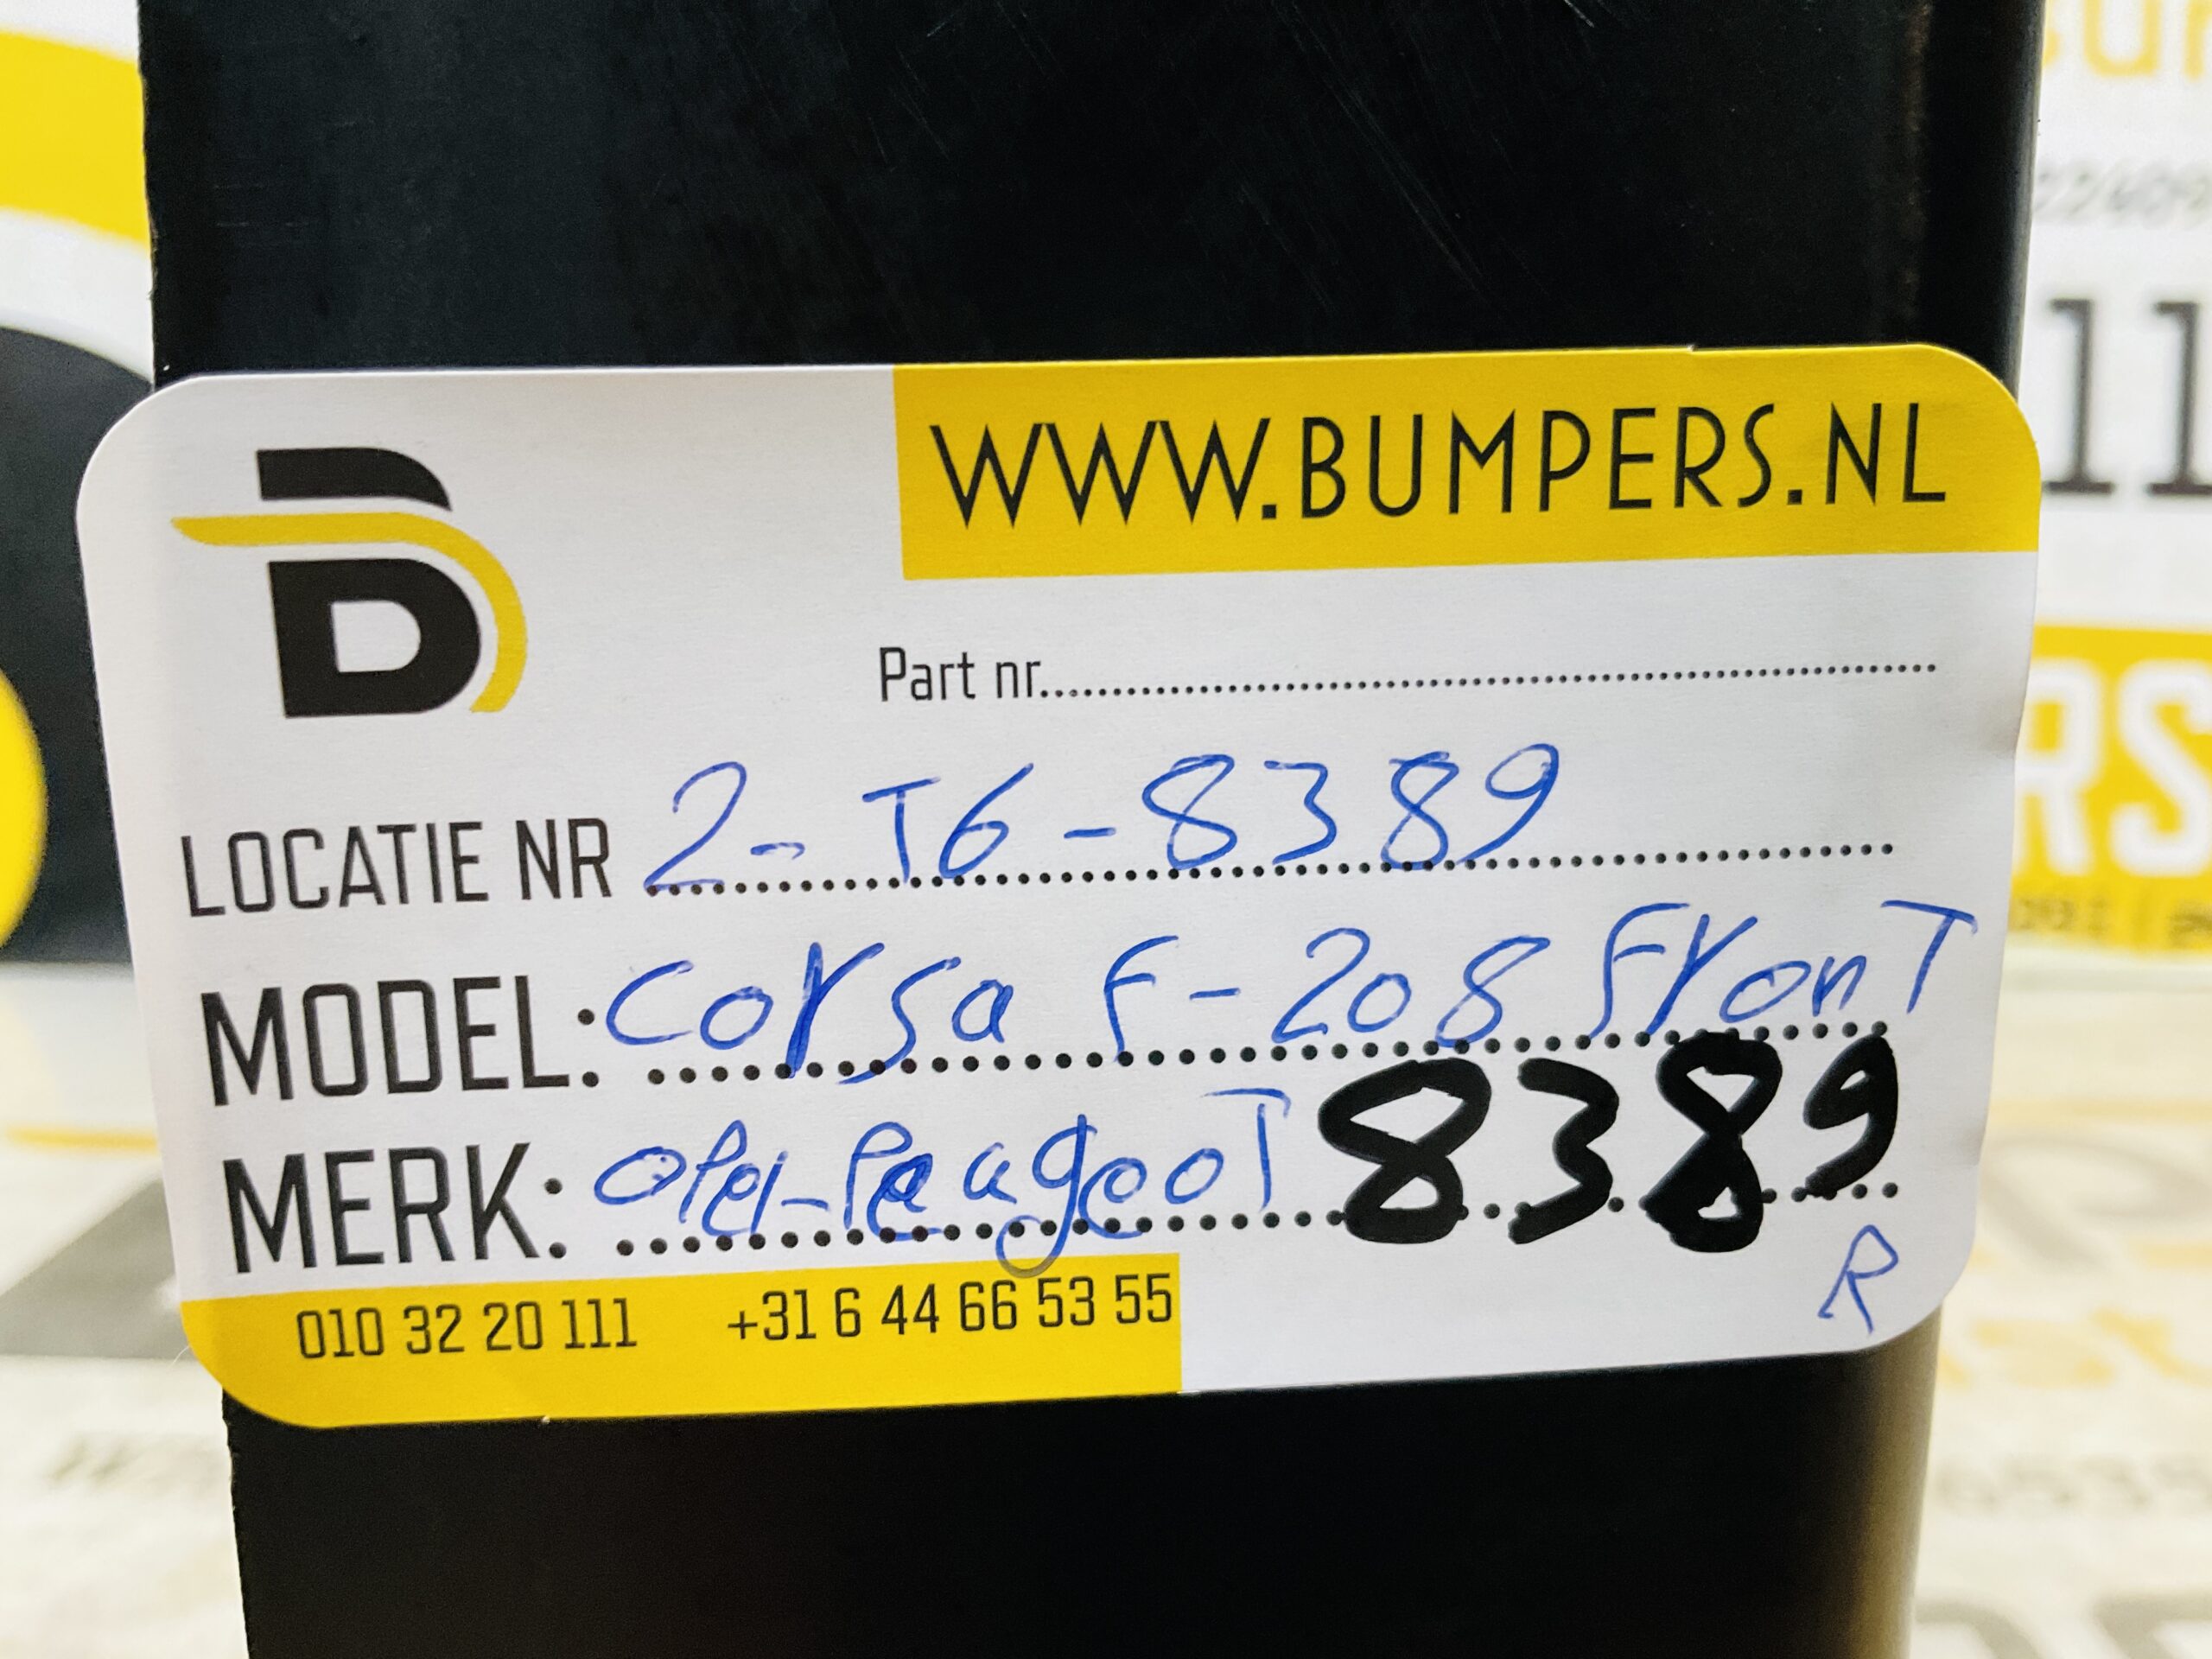 WWW.BUMPERS.NL
Part nr.
LOCATIE NR 2-T6-8389
MODEL: Corsa F-208 Front
MERK: opel-PeageooT 8389
R
010 32 20 111 +31 6 44 66 53 55